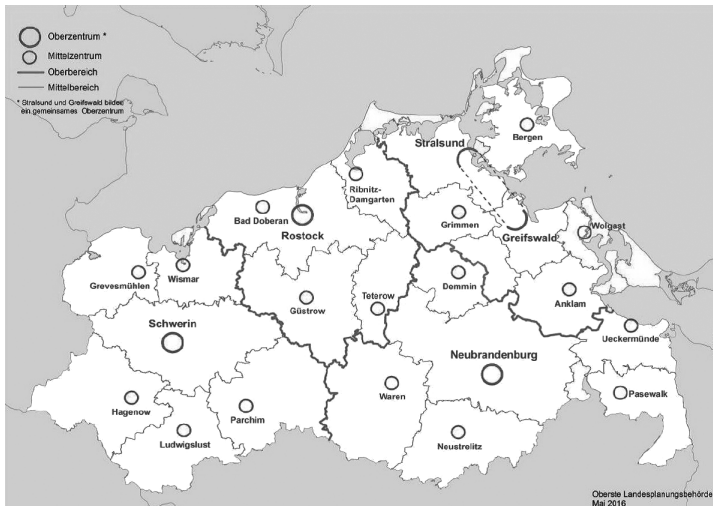 Oberzentrum *
Mittelzentrum
Oberbereich
Mittelbereich
* Stralsund und Greifswald bilden
ein gemeinsames Oberzentrum
Stralsund
Bergen
Ribnitz-
Damgarten
Bad Doberan
Rostock
Grimmen
Greifswald
Wolgast
Grevesmühlen
Wismar
Güstrow
Teterow
Demmin
Anklam
Schwerin
Ueckermünde
Neubrandenburg
Waren
Pasewalk
Hagenow
Parchim
Ludwigslust
Neustrelitz
Oberste Landesplanungsbehörde
Mai 2016